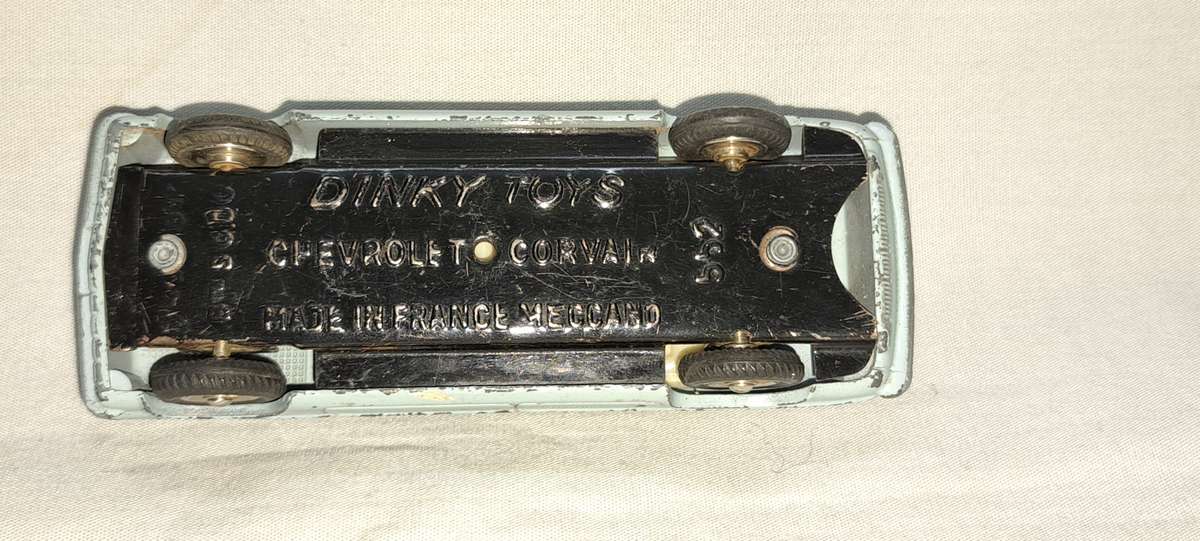 DINKY TOYS
CHEVROLET CORVAIR
MADE IN FRANCE MECCANO
552